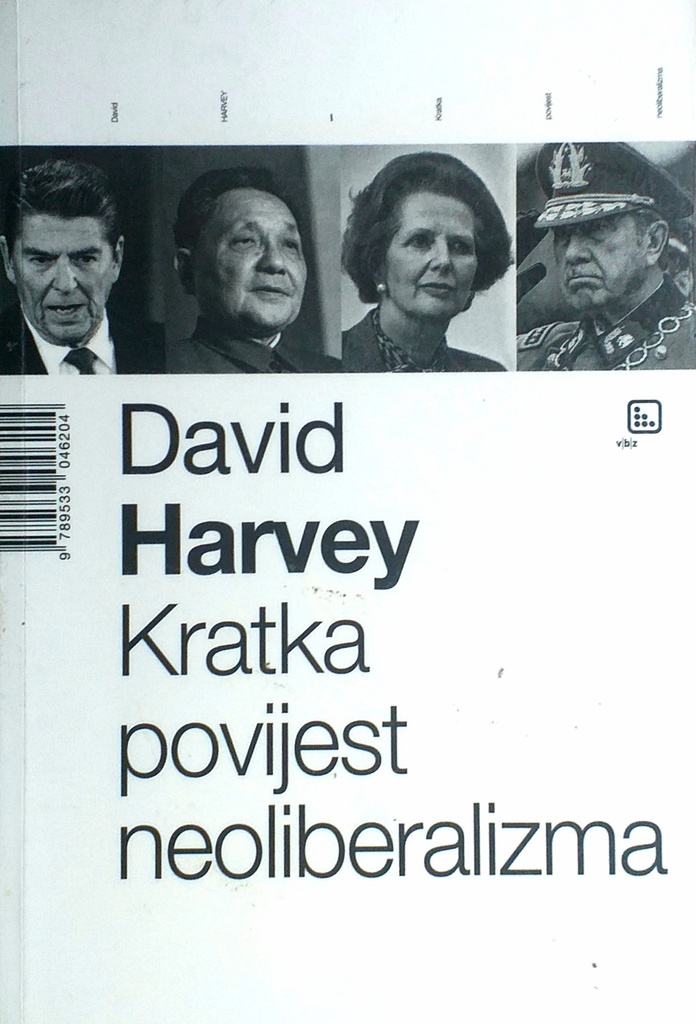 David
HARVEY
–
Kratka
povijest
neoliberalizma
9 789533 046204
v|b|z
David
Harvey
Kratka
povijest
neoliberalizma